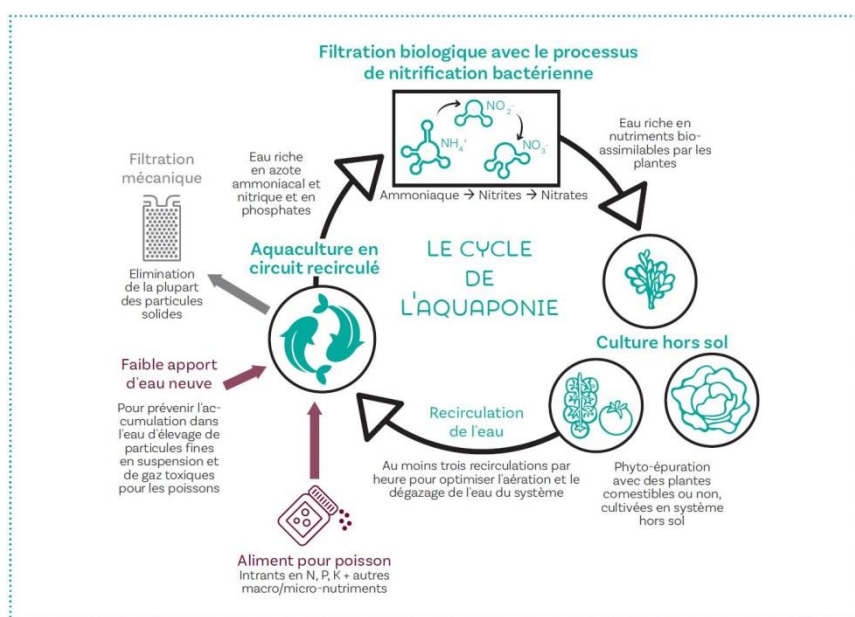 Filtration biologique avec le processus
de nitrification bactérienne
NH₄⁺
NO₂⁻
NO₃⁻
Ammoniaque → Nitrites → Nitrates
Eau riche
en azote
ammoniacal et
nitrique et en
phosphates
Eau riche en
nutriments bio-
assimilables par les
plantes
Filtration
mécanique
Elimination
de la plupart
des particules
solides
Aquaculture en
circuit recirculé
LE CYCLE
DE
L'AQUAPONIE
Culture hors sol
Phyto-épuration
avec des plantes
comestibles ou non,
cultivées en système
hors sol
Recirculation
de l'eau
Au moins trois recirculations par
heure pour optimiser l'aération et le
dégazage de l'eau du système
Faible apport
d'eau neuve
Pour prévenir l'ac-
cumulation dans
l'eau d'élevage de
particules fines
en suspension et
de gaz toxiques
pour les poissons
Aliment pour poisson
Intrants en N, P, K + autres
macro/micro-nutriments